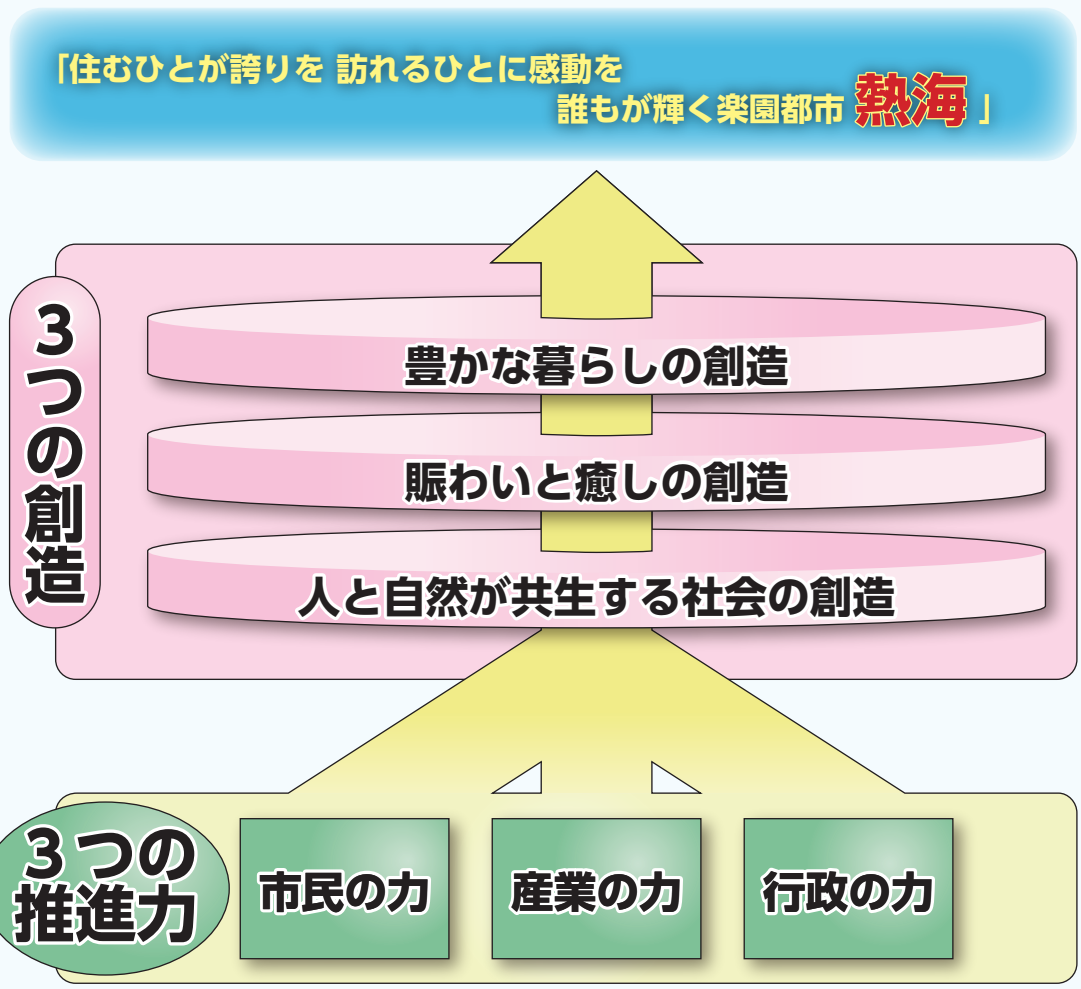 「住むひとが誇りを 訪れるひとに感動を
誰もが輝く楽園都市 熱海」
3つの創造
豊かな暮らしの創造
賑わいと癒しの創造
人と自然が共生する社会の創造
3つの
推進力
市民の力
産業の力
行政の力